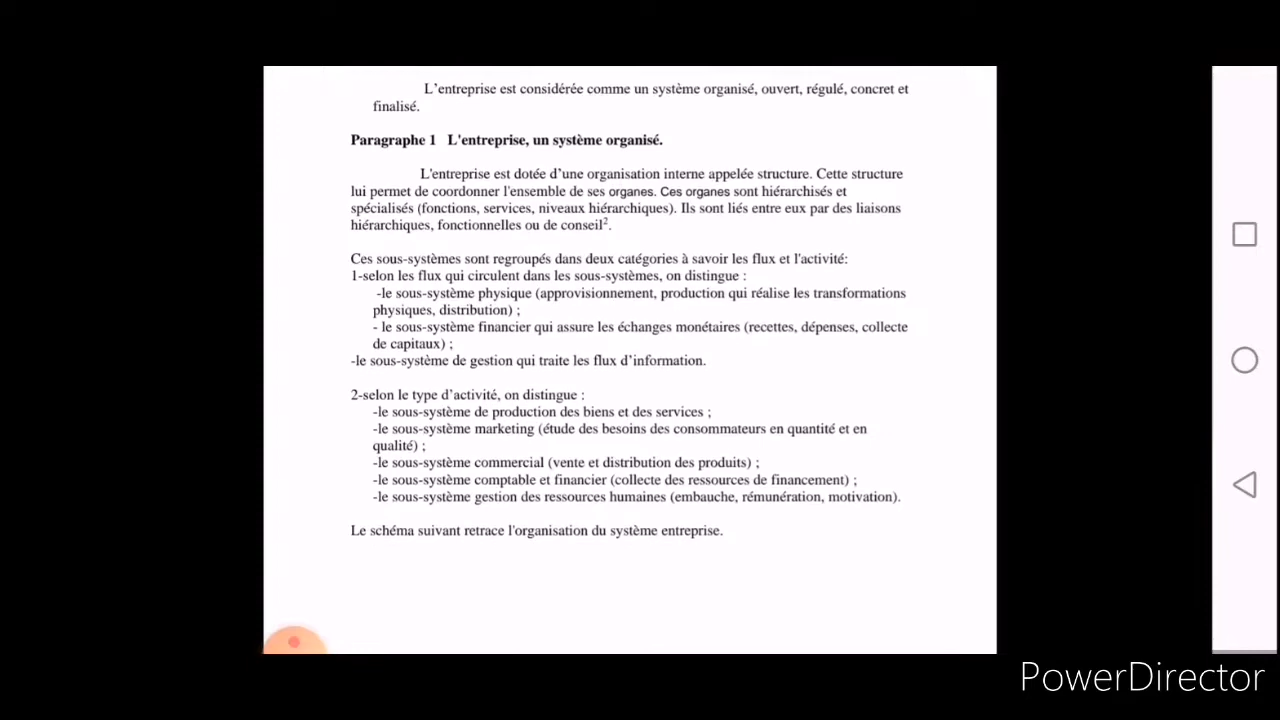 L'entreprise est considérée comme un système organisé, ouvert, régulé, concret et
finalisé.
Paragraphe 1 L'entreprise, un système organisé.
L'entreprise est dotée d'une organisation interne appelée structure. Cette structure
lui permet de coordonner l'ensemble de ses organes. Ces organes sont hiérarchisés et
spécialisés (fonctions, services, niveaux hiérarchiques). Ils sont liés entre eux par des liaisons
hiérarchiques, fonctionnelles ou de conseil².
Ces sous-systèmes sont regroupés dans deux catégories à savoir les flux et l'activité:
1-selon les flux qui circulent dans les sous-systèmes, on distingue :
-le sous-système physique (approvisionnement, production qui réalise les transformations
physiques, distribution) ;
- le sous-système financier qui assure les échanges monétaires (recettes, dépenses, collecte
de capitaux) ;
-le sous-système de gestion qui traite les flux d'information.
2-selon le type d'activité, on distingue :
-le sous-système de production des biens et des services ;
-le sous-système marketing (étude des besoins des consommateurs en quantité et en
qualité) ;
-le sous-système commercial (vente et distribution des produits) ;
-le sous-système comptable et financier (collecte des ressources de financement) ;
-le sous-système gestion des ressources humaines (embauche, rémunération, motivation).
Le schéma suivant retrace l'organisation du système entreprise.
PowerDirector